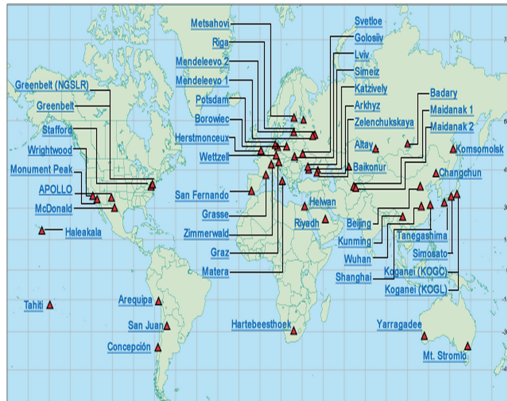 Metsahovi
Riga
Mendeleevo 2
Mendeleevo 1
Potsdam
Borowiec
Herstmonceux
Wettzell
San Fernando
Grasse
Zimmerwald
Graz
Matera
Greenbelt (NGSLR)
Greenbelt
Stafford
Wrightwood
Monument Peak
APOLLO
McDonald
Haleakala
Tahiti
Arequipa
San Juan
Concepción
Hartebeesthoek
Svetloe
Golosiiv
Lviv
Simeiz
Katzively
Arkhyz
Zelenchukskaya
Altay
Baikonur
Badary
Maidanak 1
Maidanak 2
Komsomolsk
Changchun
Helwan
Riyadh
Beijing
Kunming
Wuhan
Shanghai
Tanegashima
Simosato
Koganei (KOGC)
Koganei (KOGL)
Yarragadee
Mt. Stromlo